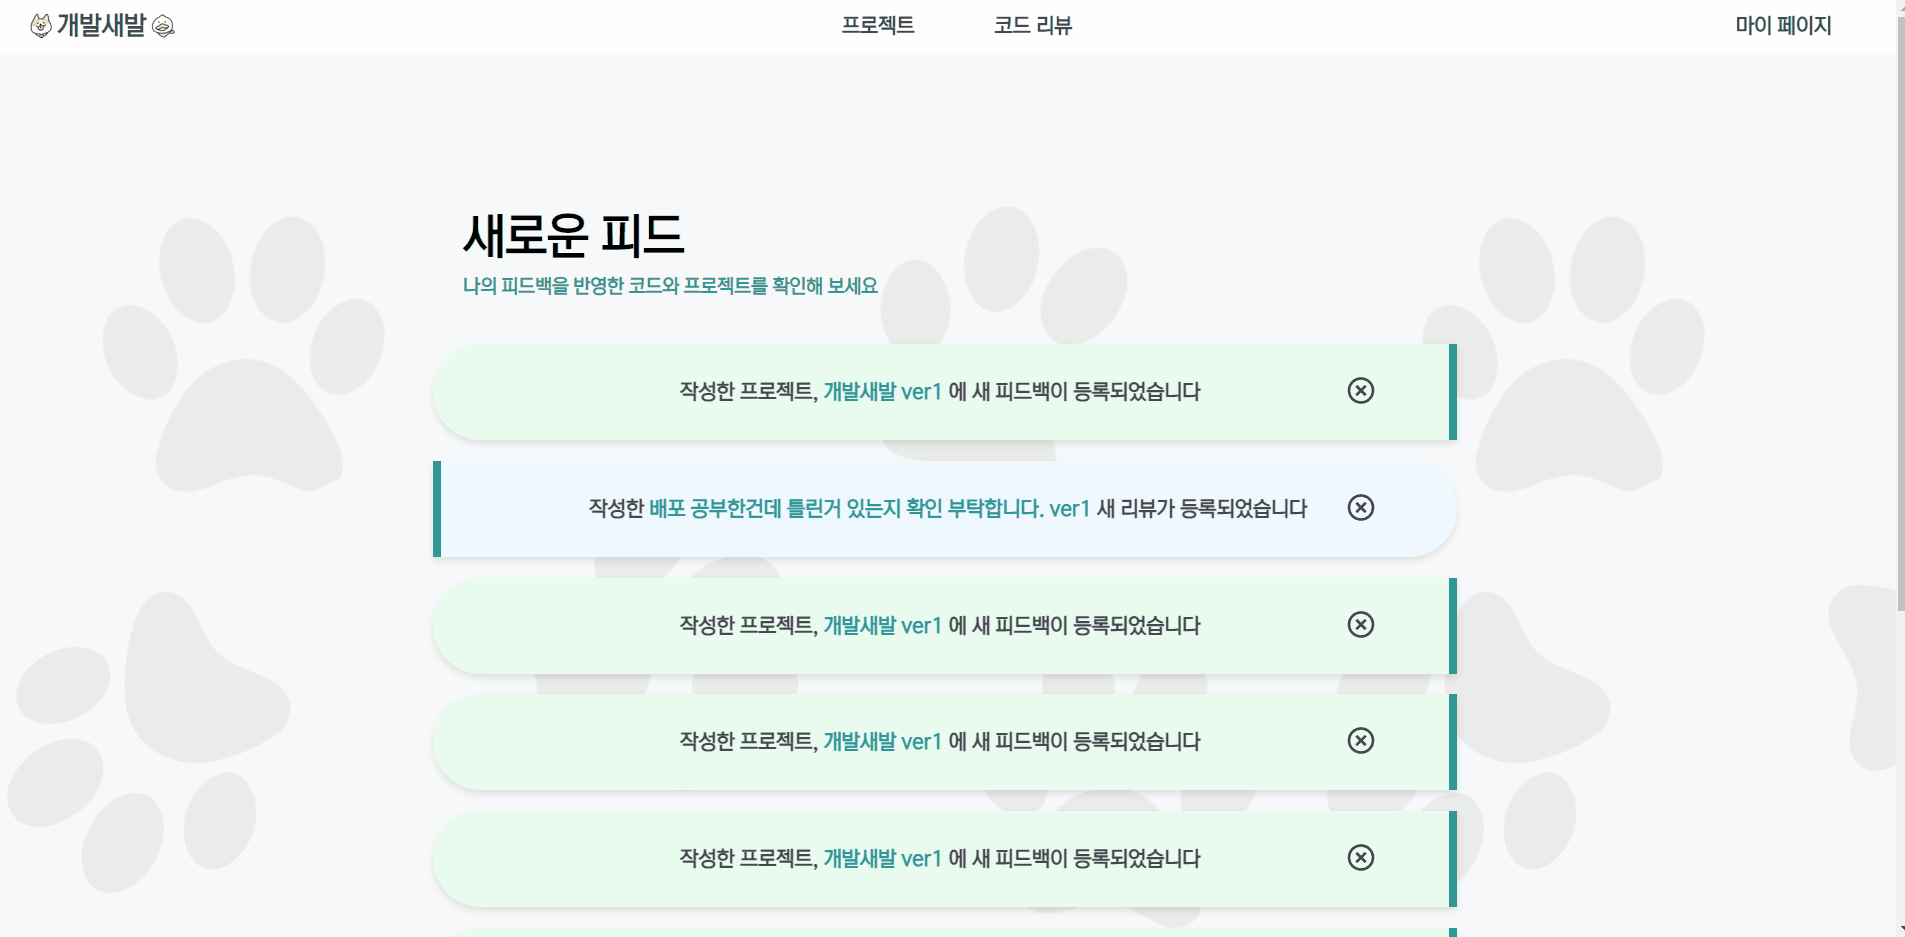 개발새발
프로젝트
코드 리뷰
마이 페이지
새로운 피드
나의 피드백을 반영한 코드와 프로젝트를 확인해 보세요
작성한 프로젝트, 개발새발 ver1 에 새 피드백이 등록되었습니다
작성한 배포 공부한건데 틀린거 있는지 확인 부탁합니다. ver1 새 리뷰가 등록되었습니다
작성한 프로젝트, 개발새발 ver1 에 새 피드백이 등록되었습니다
작성한 프로젝트, 개발새발 ver1 에 새 피드백이 등록되었습니다
작성한 프로젝트, 개발새발 ver1 에 새 피드백이 등록되었습니다